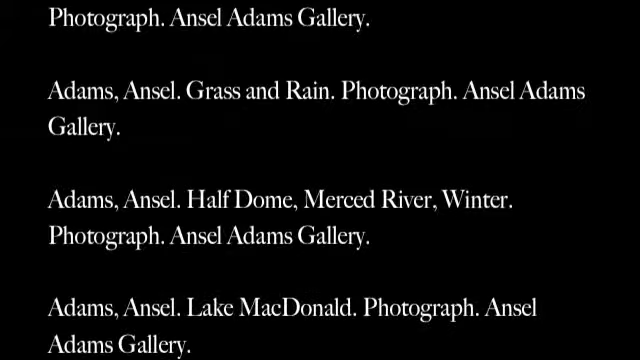 Photograph. Ansel Adams Gallery.
Adams, Ansel. Grass and Rain. Photograph. Ansel Adams
Gallery.
Adams, Ansel. Half Dome, Merced River, Winter.
Photograph. Ansel Adams Gallery.
Adams, Ansel. Lake MacDonald. Photograph. Ansel
Adams Gallery.